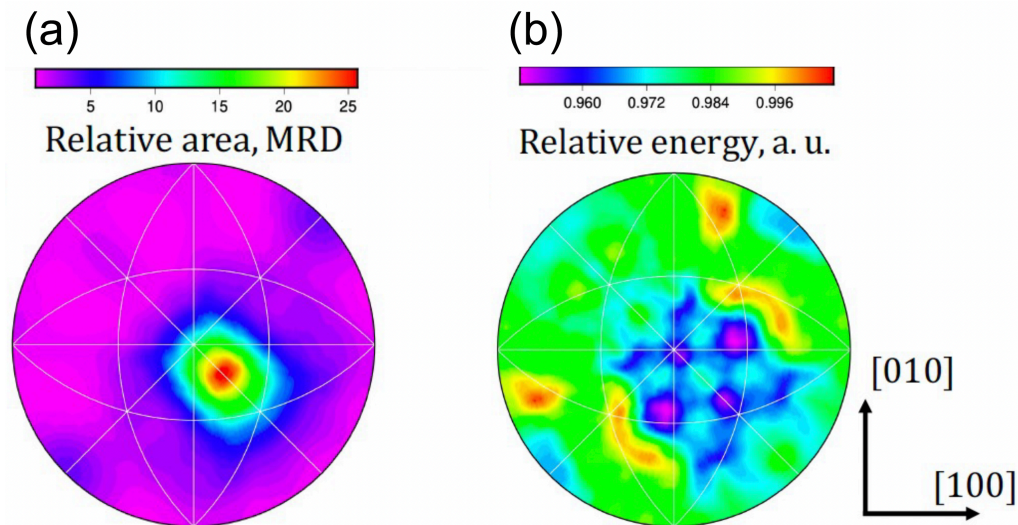 (a)
5 10 15 20 25
Relative area, MRD
(b)
0.960 0.972 0.984 0.996
Relative energy, a. u.
[010]
[100]